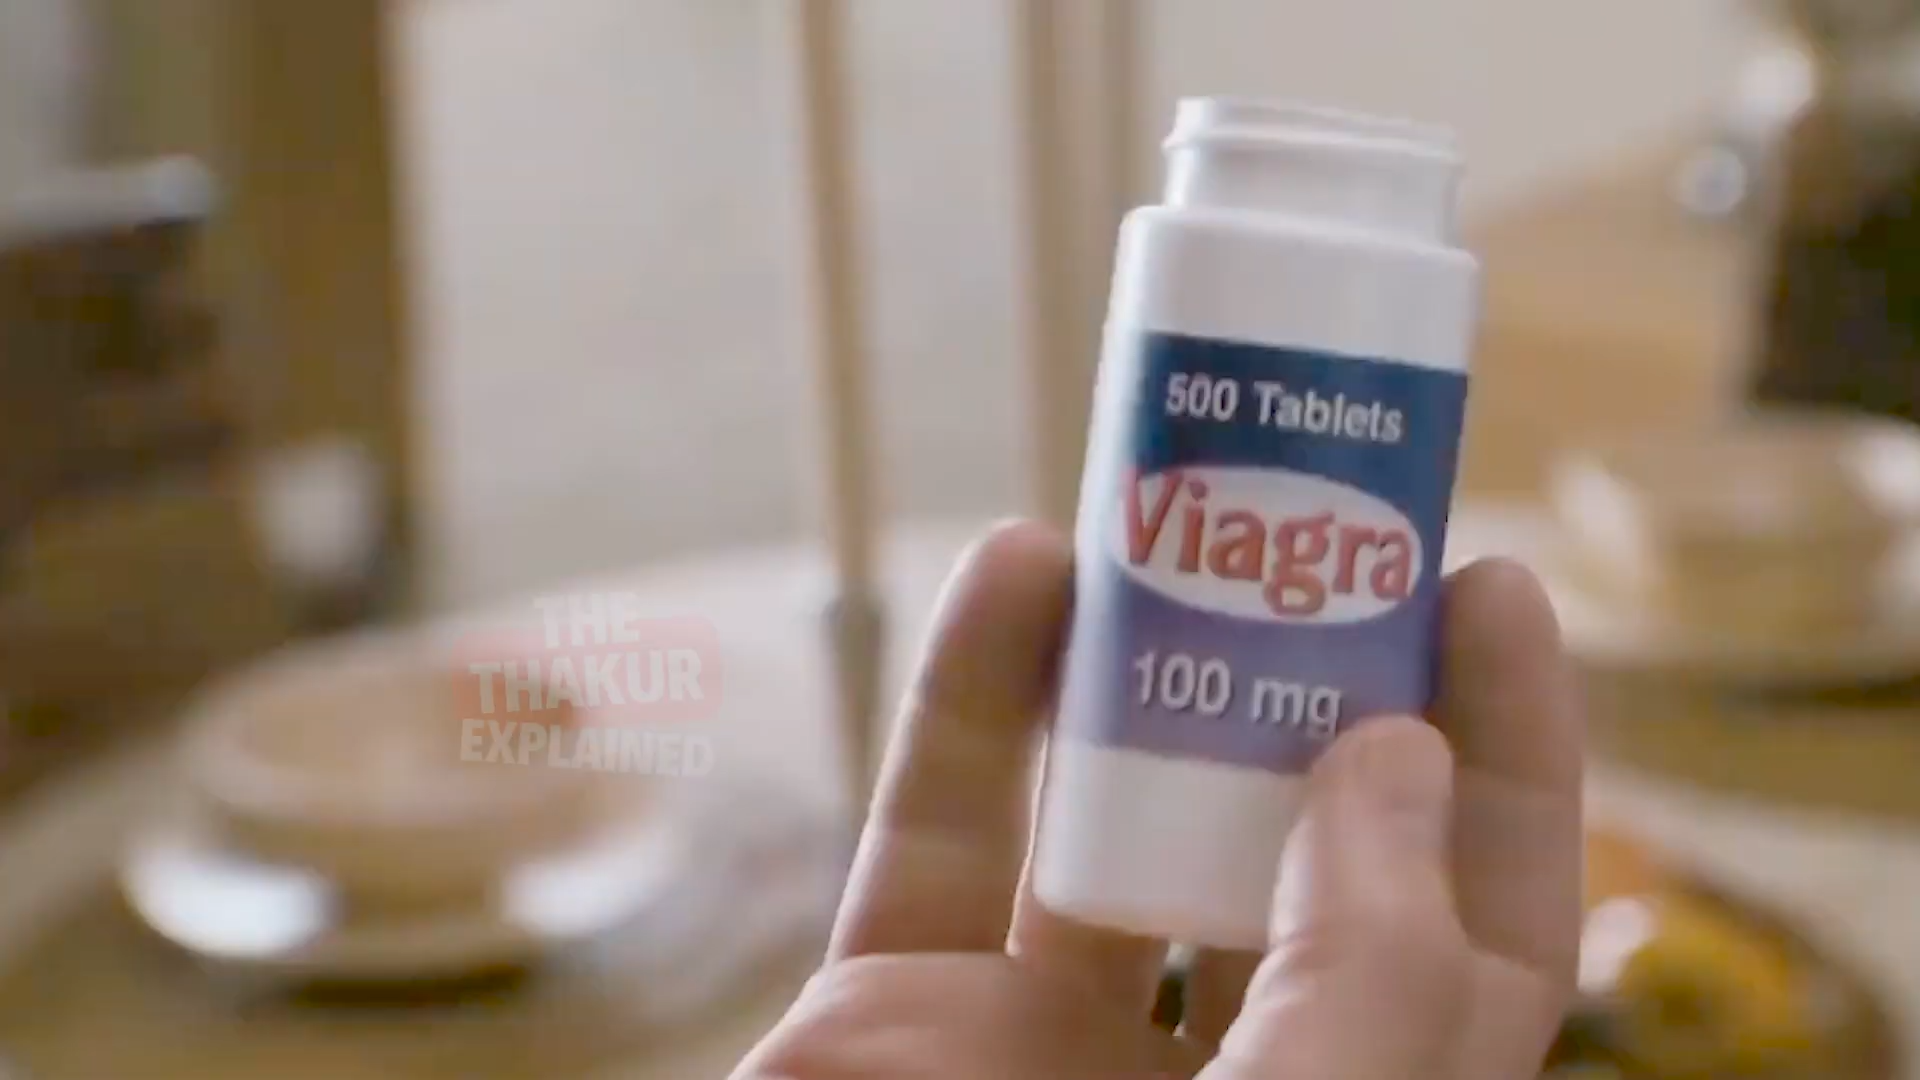 500 Tablets
Viagra
100 mg
THE
THAKUR
EXPLAINED